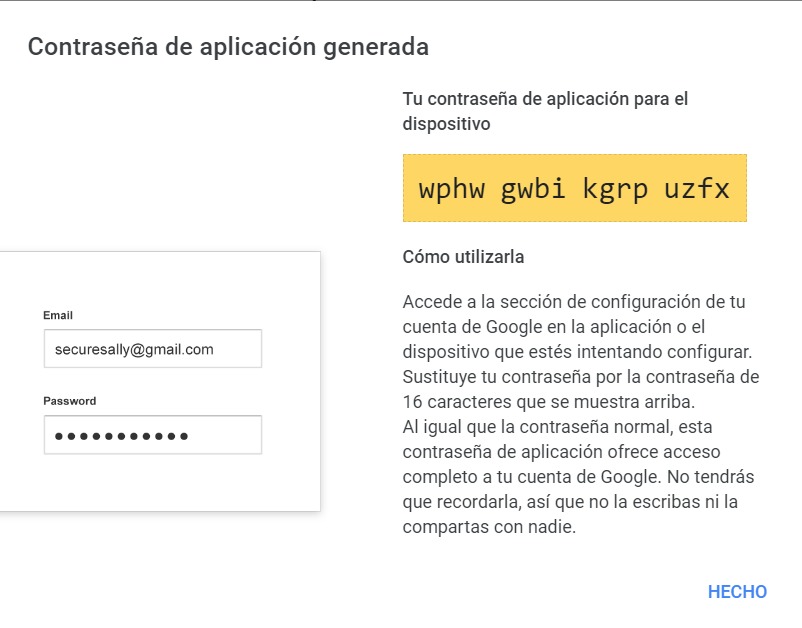 Contraseña de aplicación generada
Tu contraseña de aplicación para el
dispositivo
wphw gwbi kgrp uzfx
Cómo utilizarla
Accede a la sección de configuración de tu
cuenta de Google en la aplicación o el
dispositivo que estés intentando configurar.
Sustituye tu contraseña por la contraseña de
16 caracteres que se muestra arriba.
Al igual que la contraseña normal, esta
contraseña de aplicación ofrece acceso
completo a tu cuenta de Google. No tendrás
que recordarla, así que no la escribas ni la
compartas con nadie.
Email
securesally@gmail.com
Password
●●●●●●●●●●●
HECHO